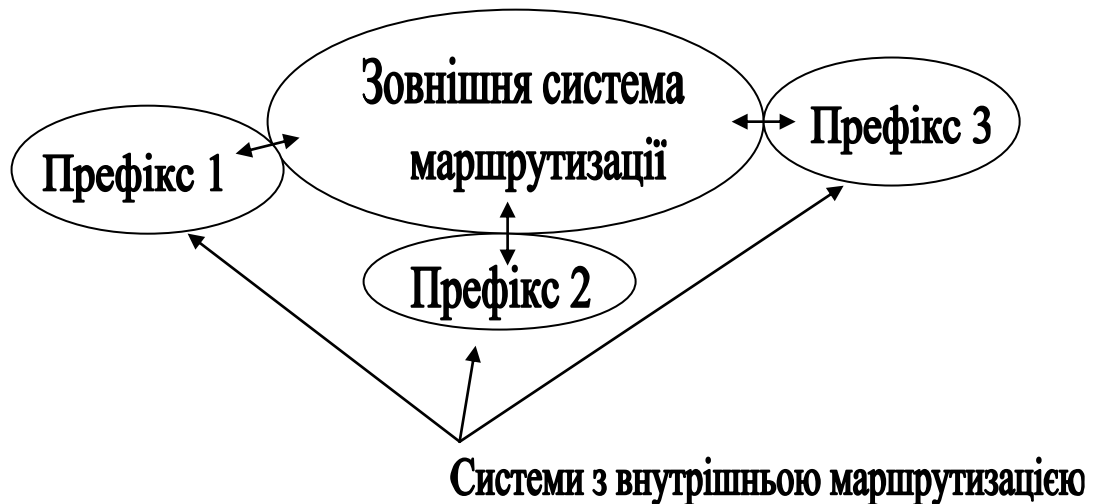 Зовнішня система
маршрутизації
Префікс 1
Префікс 2
Префікс 3
Системи з внутрішньою маршрутизацією